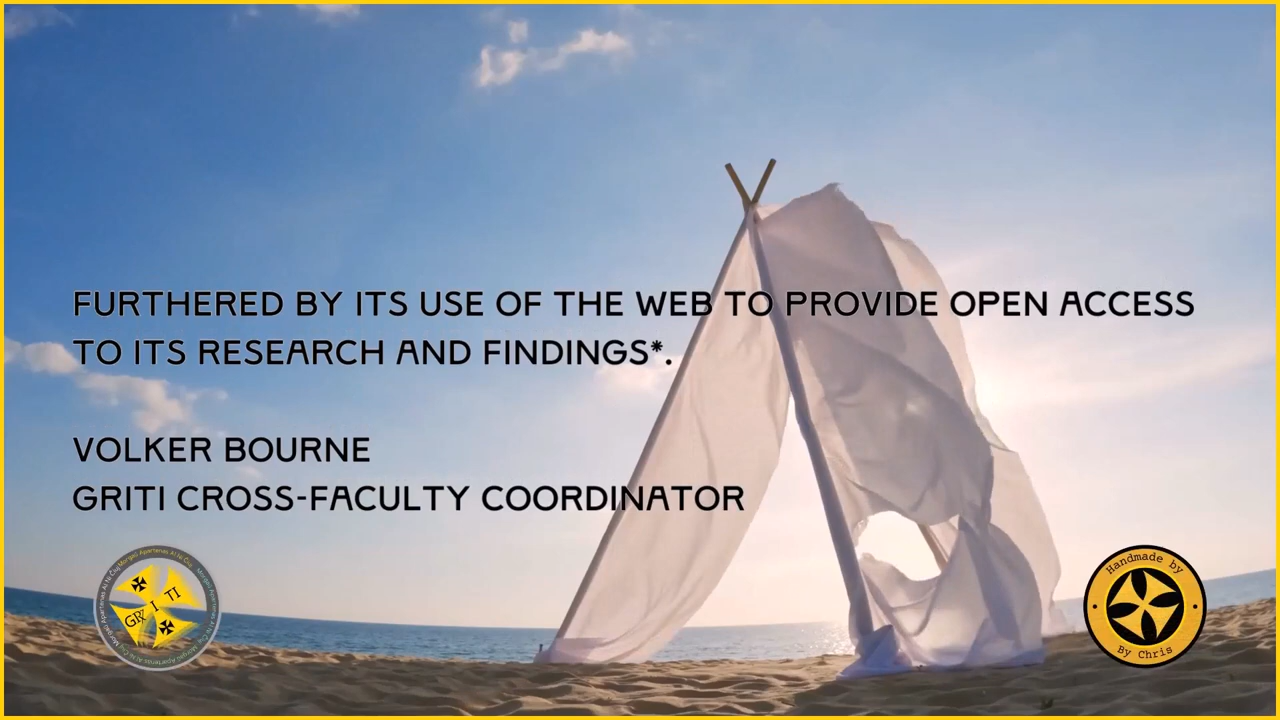 FURTHERED BY ITS USE OF THE WEB TO PROVIDE OPEN ACCESS
TO ITS RESEARCH AND FINDINGS*.
VOLKER BOURNE
GRITI CROSS-FACULTY COORDINATOR
GRITI
Handmade by
By Chris